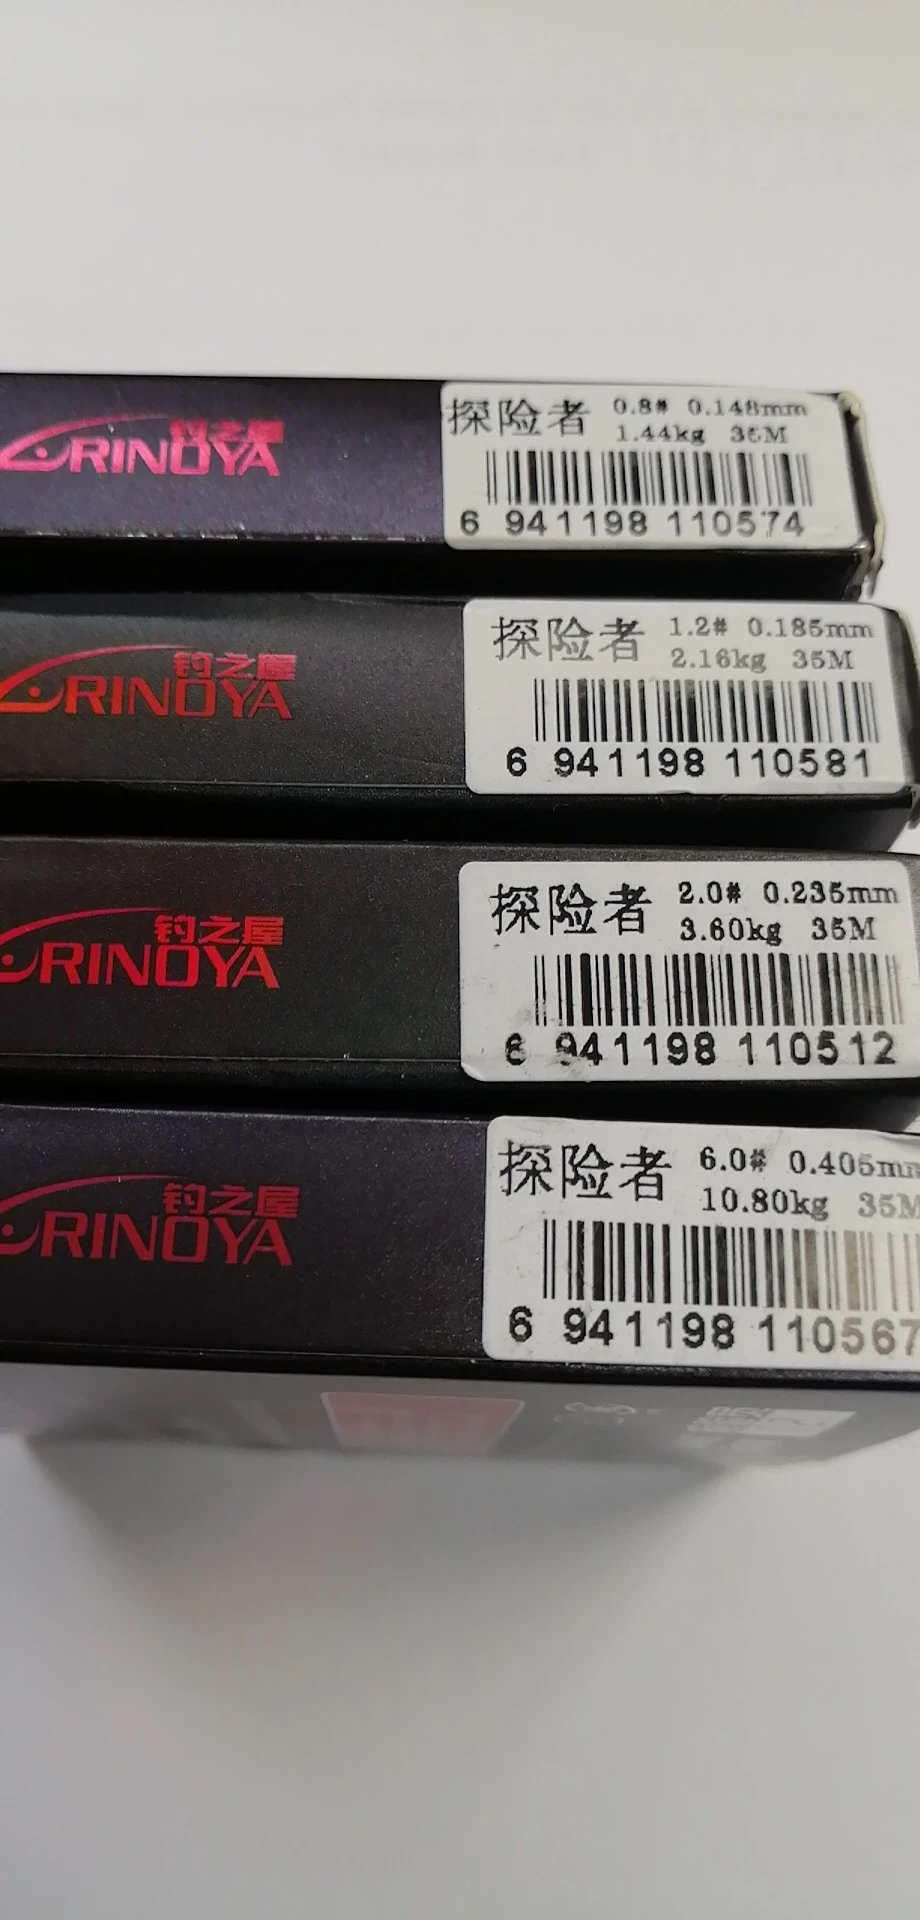 钓之屋
RINOYA
探险者 0.8# 0.148mm
1.44kg 35M
6 941198 110574
钓之屋
RINOYA
探险者 1.2# 0.185mm
2.16kg 35M
6 941198 110581
钓之屋
RINOYA
探险者 2.0# 0.235mm
3.60kg 35M
6 941198 110512
钓之屋
RINOYA
探险者 6.0# 0.405mm
10.80kg 35M
6 941198 110567